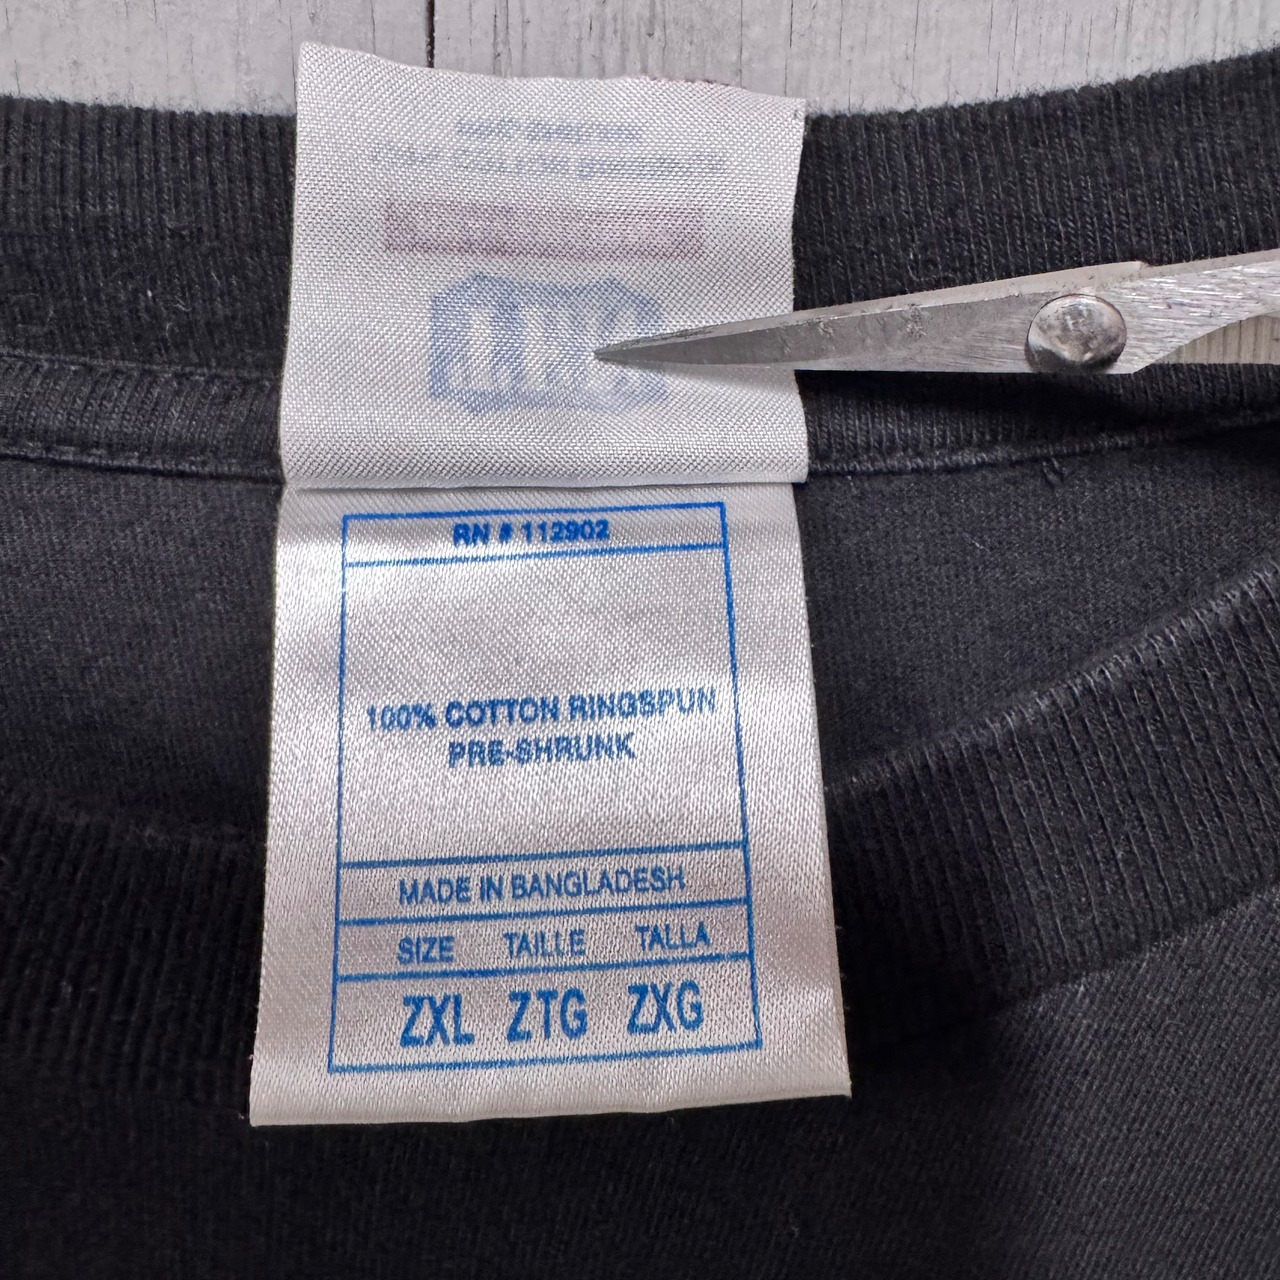 RN # 112902
100% COTTON RINGSPUN
PRE-SHRUNK
MADE IN BANGLADESH
SIZE TAILLE TALLA
ZXL ZTG ZXG